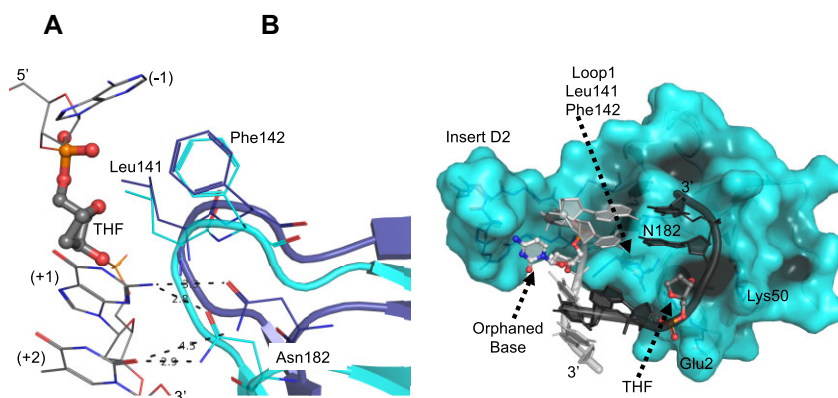 A
B
5'
(-1)
Phe142
Leu141
THF
(+1)
2.8
4.5
2.9
(+2)
Asn182
3'
Loop1
Leu141
Phe142
Insert D2
3'
N182
Lys50
Orphaned
Base
Glu2
3'
THF